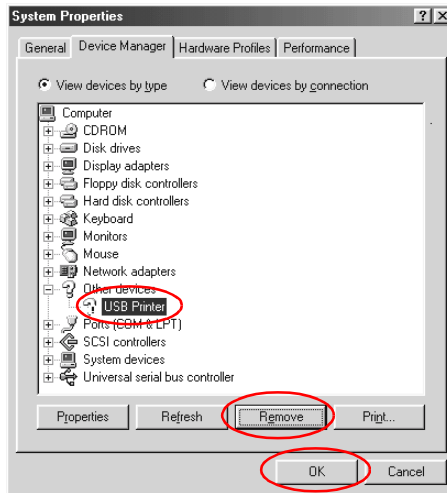 System Properties
General Device Manager Hardware Profiles Performance
View devices by type View devices by connection
Computer
CDROM
Disk drives
Display adapters
Floppy disk controllers
Hard disk controllers
Keyboard
Monitors
Mouse
Network adapters
Other devices
USB Printer
Ports (COM & LPT)
SCSI controllers
System devices
Universal serial bus controller
Properties Refresh Remove Print...
OK Cancel